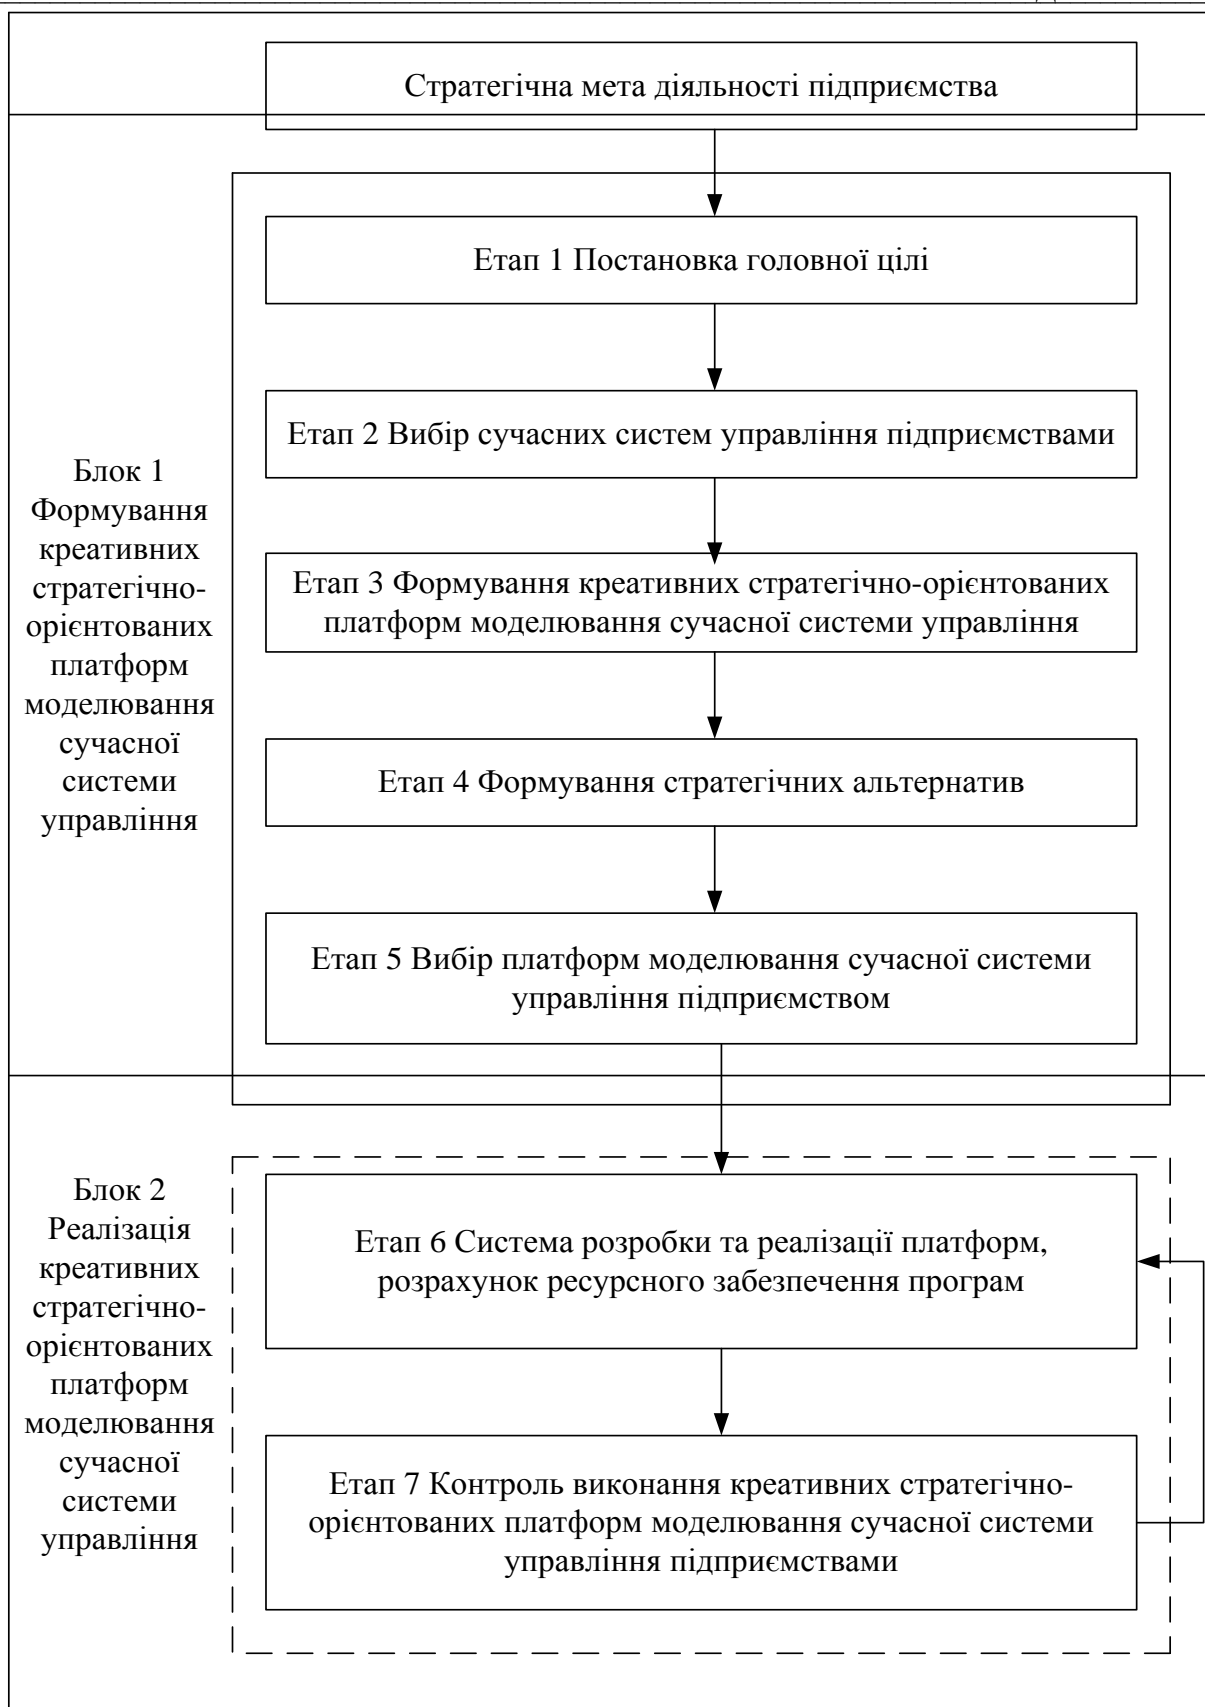 Стратегічна мета діяльності підприємства
Блок 1
Формування
креативних
стратегічно-
орієнтованих
платформ
моделювання
сучасної
системи
управління
Етап 1 Постановка головної цілі
Етап 2 Вибір сучасних систем управління підприємствами
Етап 3 Формування креативних стратегічно-орієнтованих
платформ моделювання сучасної системи управління
Етап 4 Формування стратегічних альтернатив
Етап 5 Вибір платформ моделювання сучасної системи
управління підприємством
Блок 2
Реалізація
креативних
стратегічно-
орієнтованих
платформ
моделювання
сучасної
системи
управління
Етап 6 Система розробки та реалізації платформ,
розрахунок ресурсного забезпечення програм
Етап 7 Контроль виконання креативних стратегічно-
орієнтованих платформ моделювання сучасної системи
управління підприємствами